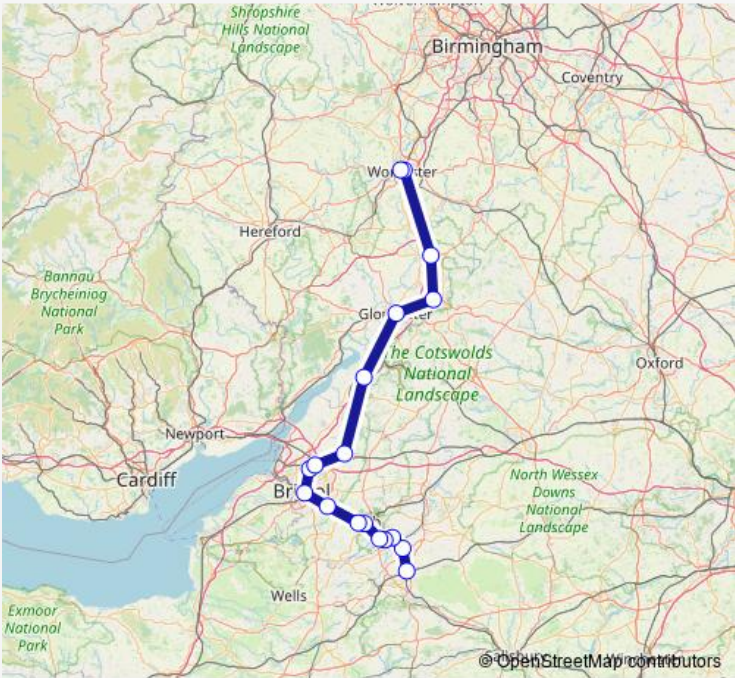 Shropshire
Hills National
Landscape
Birmingham
Coventry
Hereford
Bannau
Brycheiniog
National
Park
The Cotswolds
National
Landscape
Oxford
Newport
Cardiff
North Wessex
Downs
National
Landscape
Wells
Exmoor
National
Park
© OpenStreetMap contributors